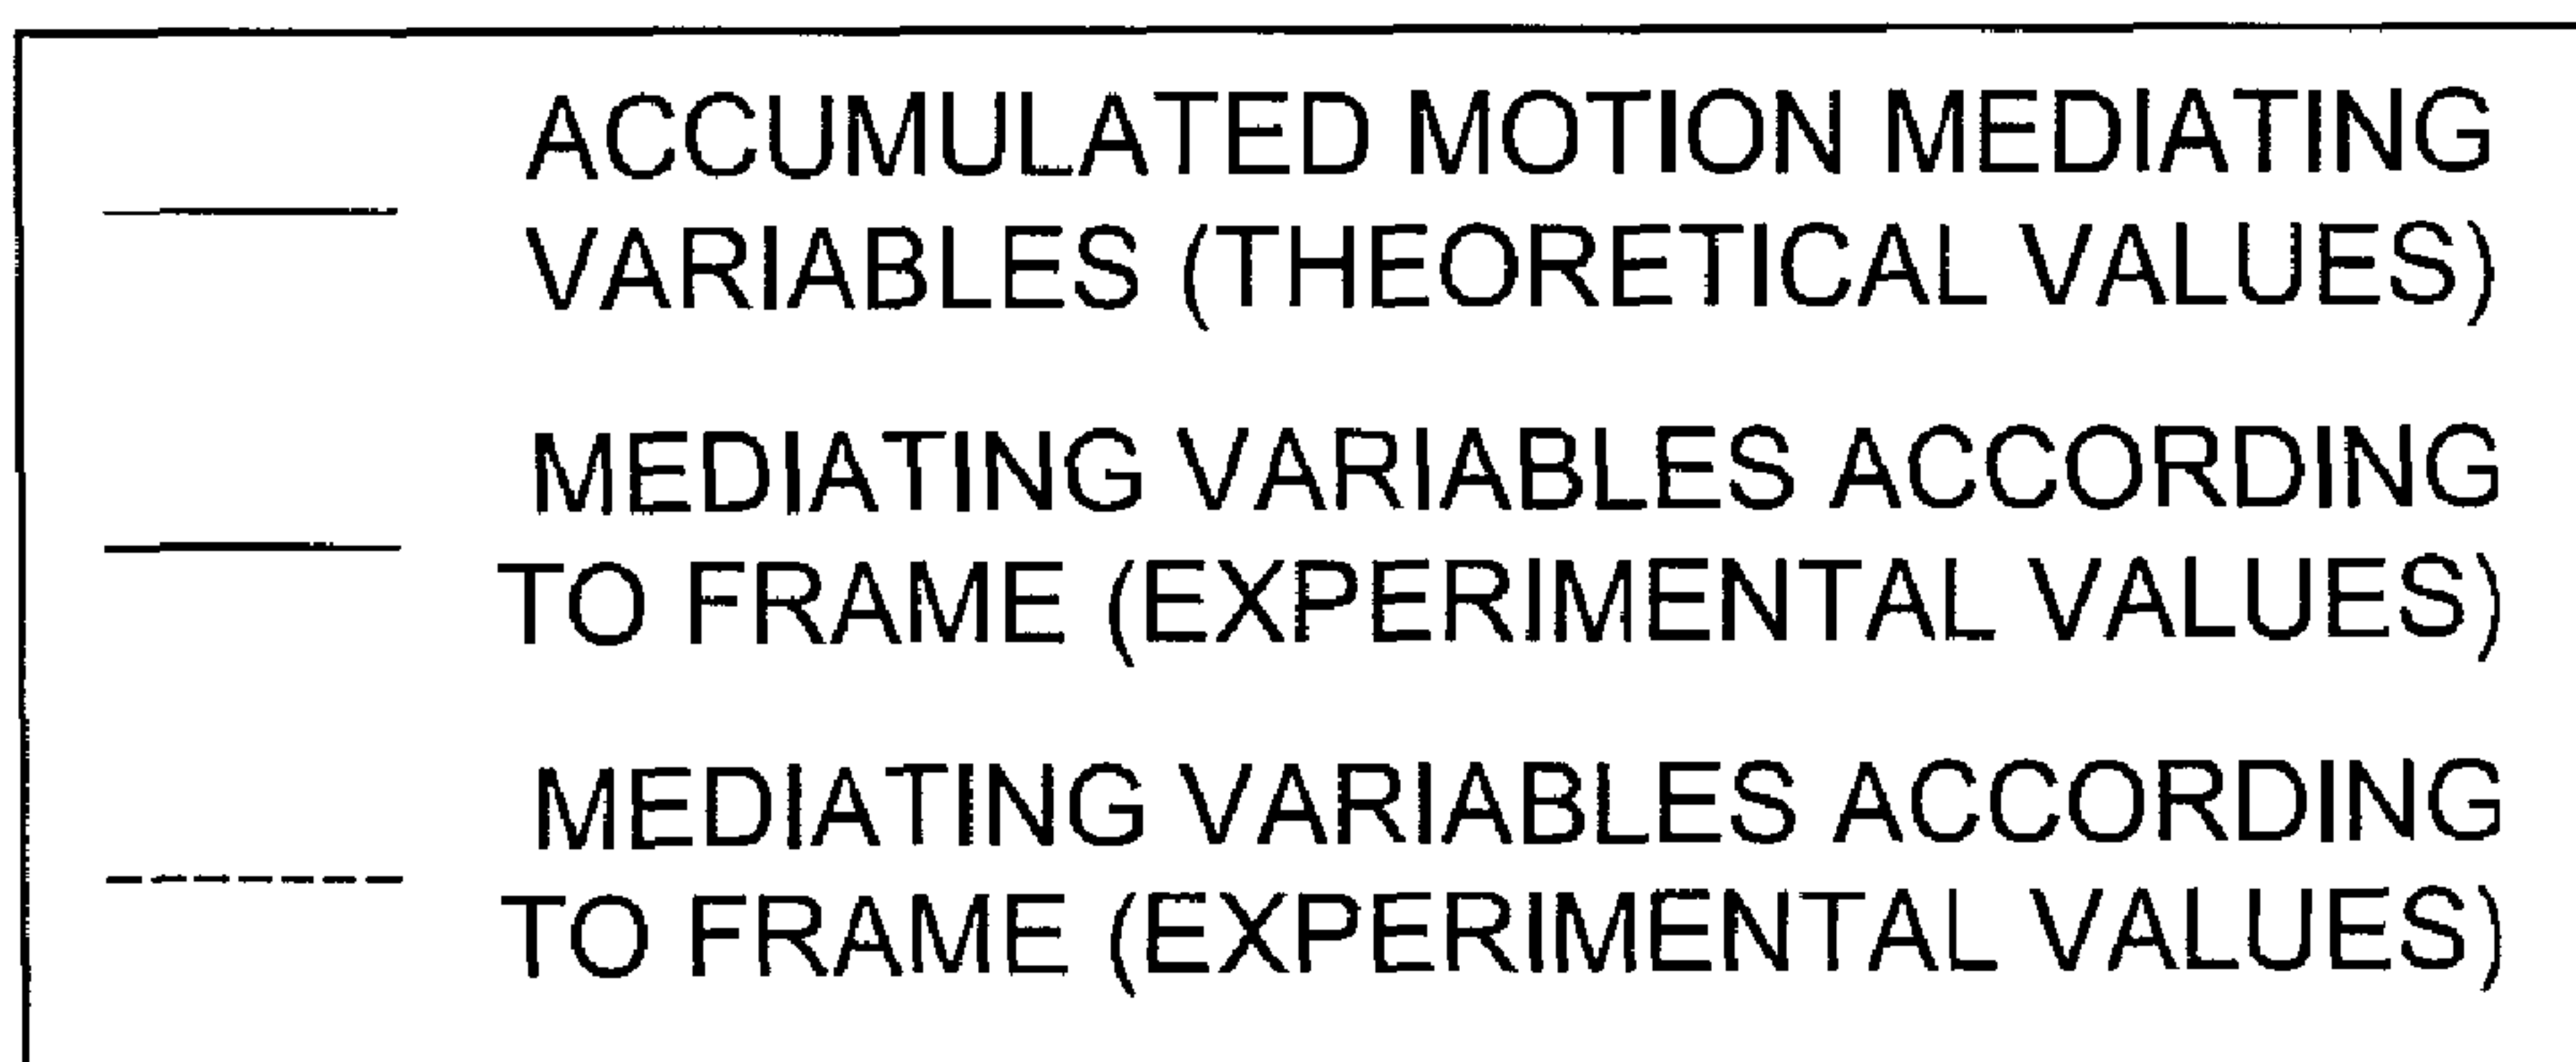 ACCUMULATED MOTION MEDIATING
VARIABLES (THEORETICAL VALUES)
MEDIATING VARIABLES ACCORDING
TO FRAME (EXPERIMENTAL VALUES)
MEDIATING VARIABLES ACCORDING
TO FRAME (EXPERIMENTAL VALUES)